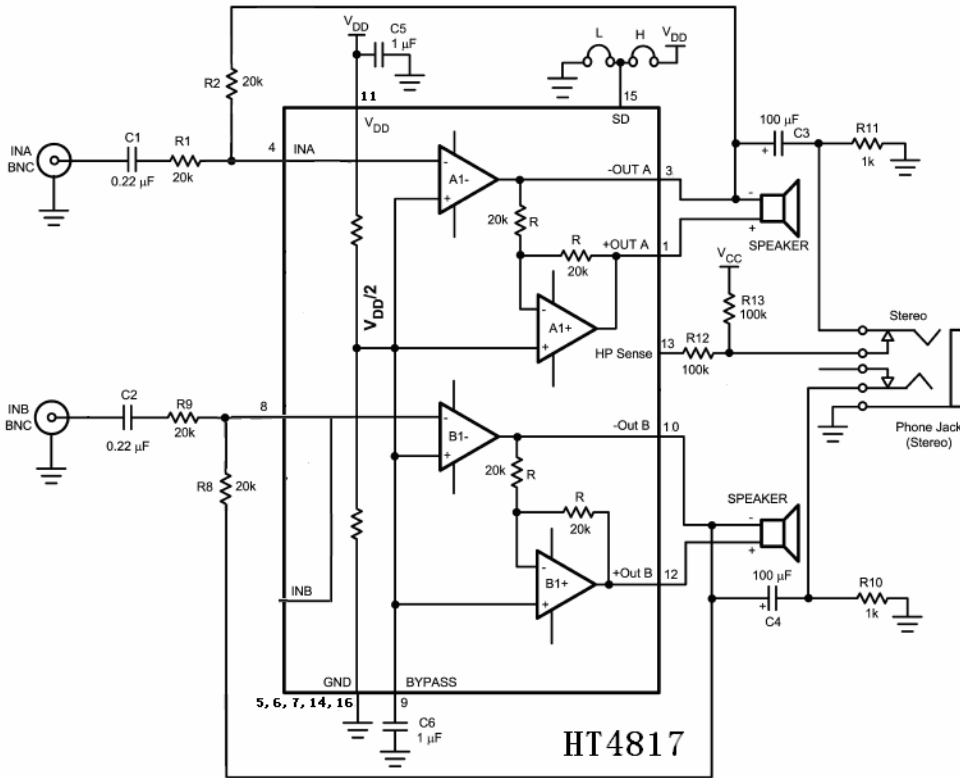 V_DD
C5
1 µF
R2
20k
11
V_DD
L
H
V_DD
15
SD
100 µF
+
C3
R11
1k
INA
BNC
C1
0.22 µF
R1
20k
4
INA
-
A1-
+
-OUT A
3
20k
R
R
20k
+OUT A
1
-
+
SPEAKER
V_CC
R13
100k
Stereo
V_DD/2
-
A1+
+
HP Sense
13
R12
100k
Phone Jack
(Stereo)
INB
BNC
C2
0.22 µF
R9
20k
8
R8
20k
-
B1-
+
-Out B
10
20k
R
R
20k
SPEAKER
-
+
-
B1+
+
+Out B
12
INB
100 µF
+
C4
R10
1k
GND
BYPASS
5, 6, 7, 14, 16
9
C6
1 µF
HT4817